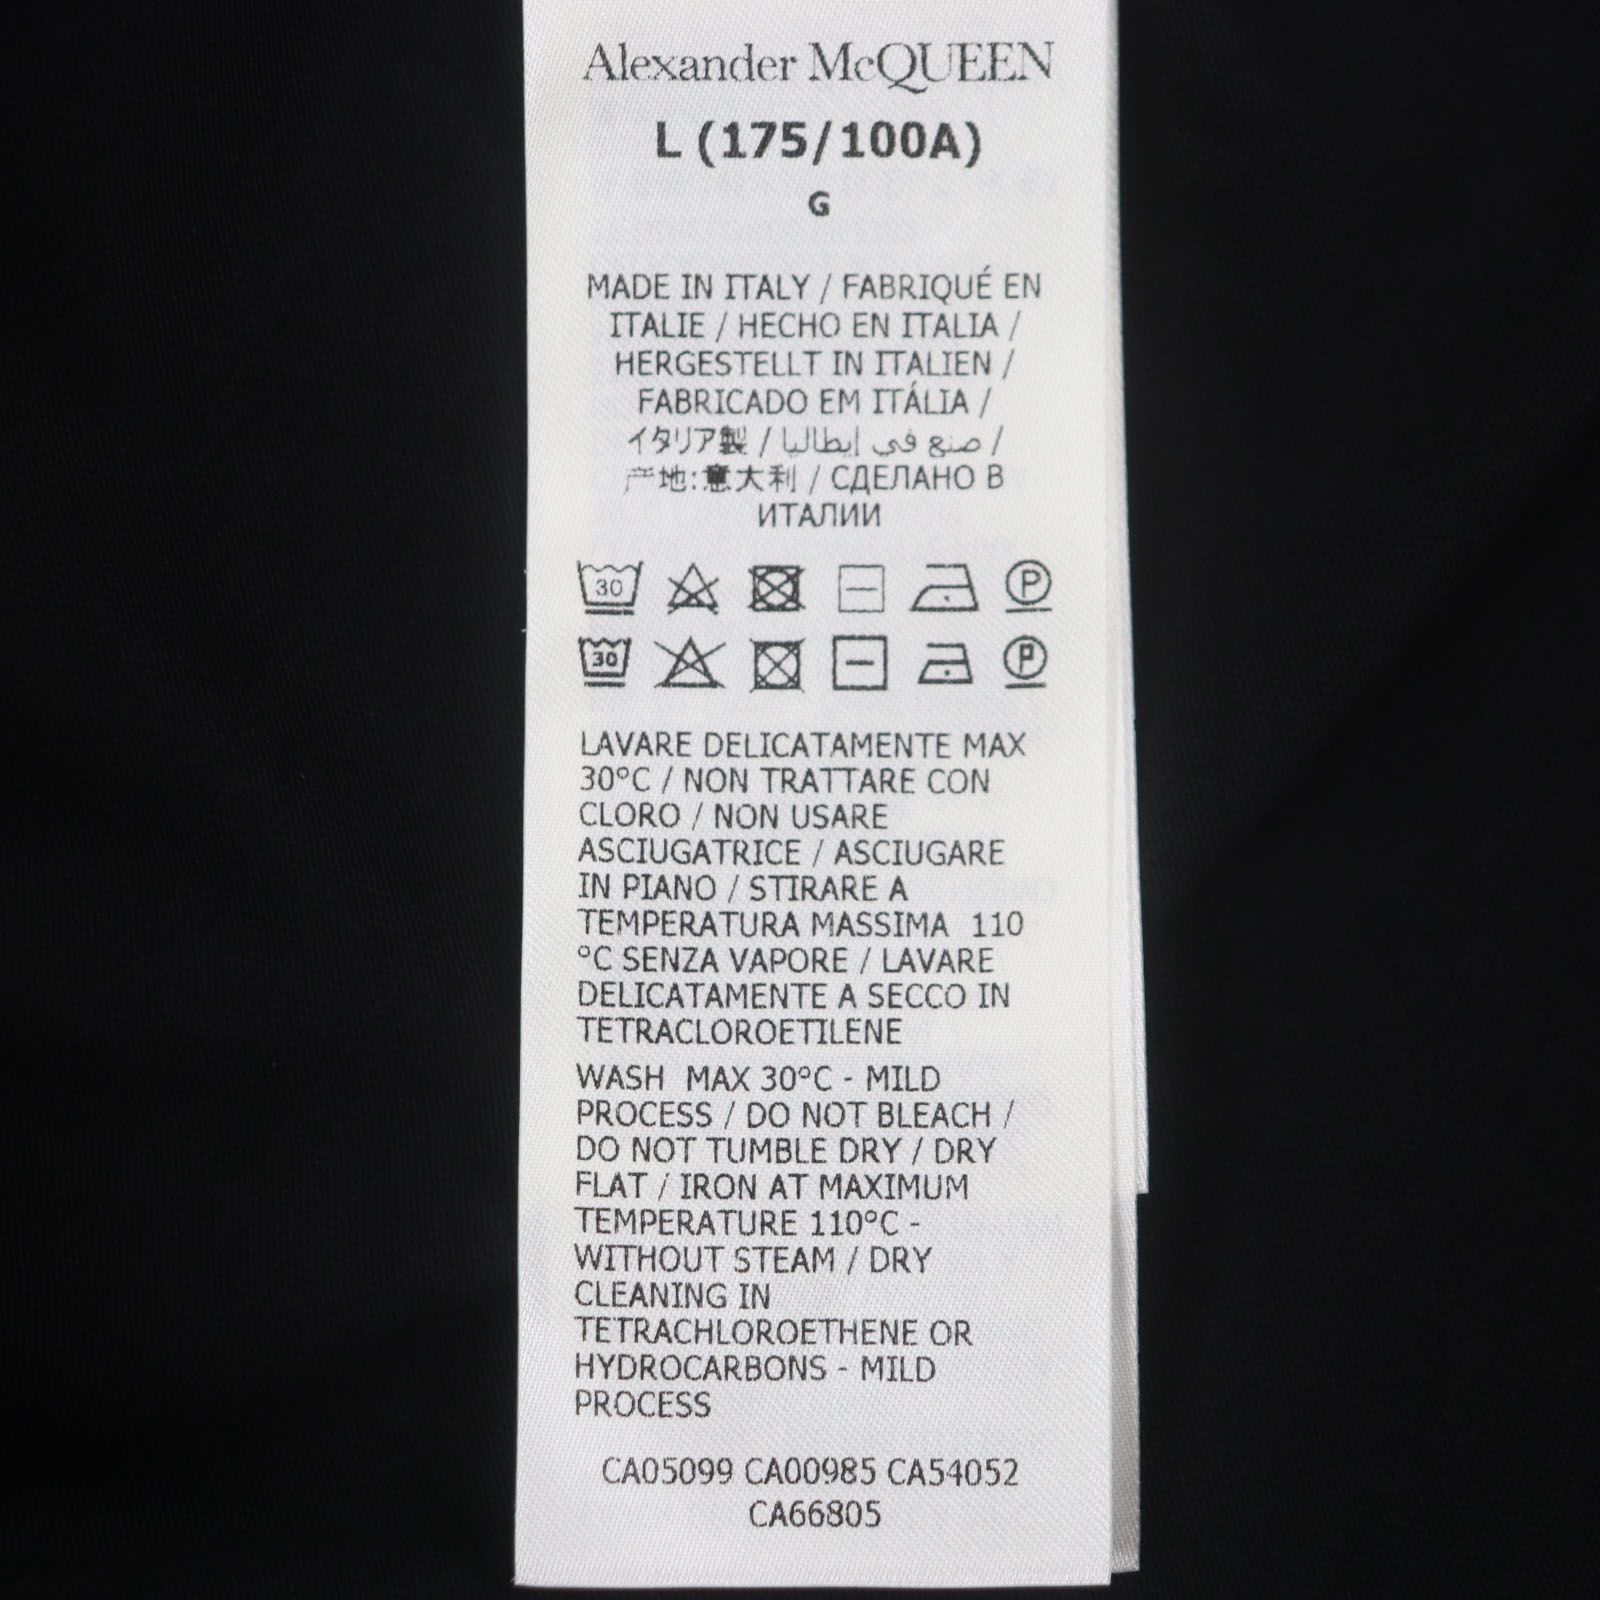 Alexander McQUEEN
L (175/100A)
G
MADE IN ITALY / FABRIQUÉ EN
ITALIE / HECHO EN ITALIA /
HERGESTELLT IN ITALIEN /
FABRICADO EM ITÁLIA /
イタリア製 / صنع في إيطاليا /
产地:意大利 / СДЕЛАНО В
ИТАЛИИ
30 P
30 P
LAVARE DELICATAMENTE MAX
30°C / NON TRATTARE CON
CLORO / NON USARE
ASCIUGATRICE / ASCIUGARE
IN PIANO / STIRARE A
TEMPERATURA MASSIMA 110
°C SENZA VAPORE / LAVARE
DELICATAMENTE A SECCO IN
TETRACLOROETILENE
WASH MAX 30°C - MILD
PROCESS / DO NOT BLEACH /
DO NOT TUMBLE DRY / DRY
FLAT / IRON AT MAXIMUM
TEMPERATURE 110°C -
WITHOUT STEAM / DRY
CLEANING IN
TETRACHLOROETHENE OR
HYDROCARBONS - MILD
PROCESS
CA05099 CA00985 CA54052
CA66805